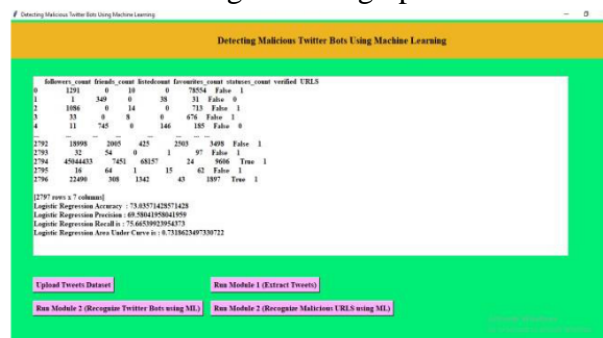 Detecting Malicious Twitter Bots Using Machine Learning
Detecting Malicious Twitter Bots Using Machine Learning
followers_count friends_count listedcount favourites_count statuses_count verified URLS
0 1291 0 10 0 78554 False 1
1 1 349 0 38 31 False 0
2 1086 0 14 0 713 False 1
3 33 0 8 0 676 False 1
4 11 745 0 146 185 False 0
... ... ... ... ... ... ... ...
2792 18998 2005 425 2503 3498 False 1
2793 32 54 0 1 97 False 1
2794 45044433 7451 68157 24 9606 True 1
2795 16 64 1 15 62 False 1
2796 22490 308 1342 43 1897 True 1
[2797 rows x 7 columns]
Logistic Regression Accuracy : 73.03571428571428
Logistic Regression Precision : 69.58041958041959
Logistic Regression Recall is : 75.66539923954373
Logistic Regression Area Under Curve is : 0.7318623497330722
Upload Tweets Dataset
Run Module 1 (Extract Tweets)
Run Module 2 (Recognize Twitter Bots using ML)
Run Module 2 (Recognize Malicious URLS using ML)